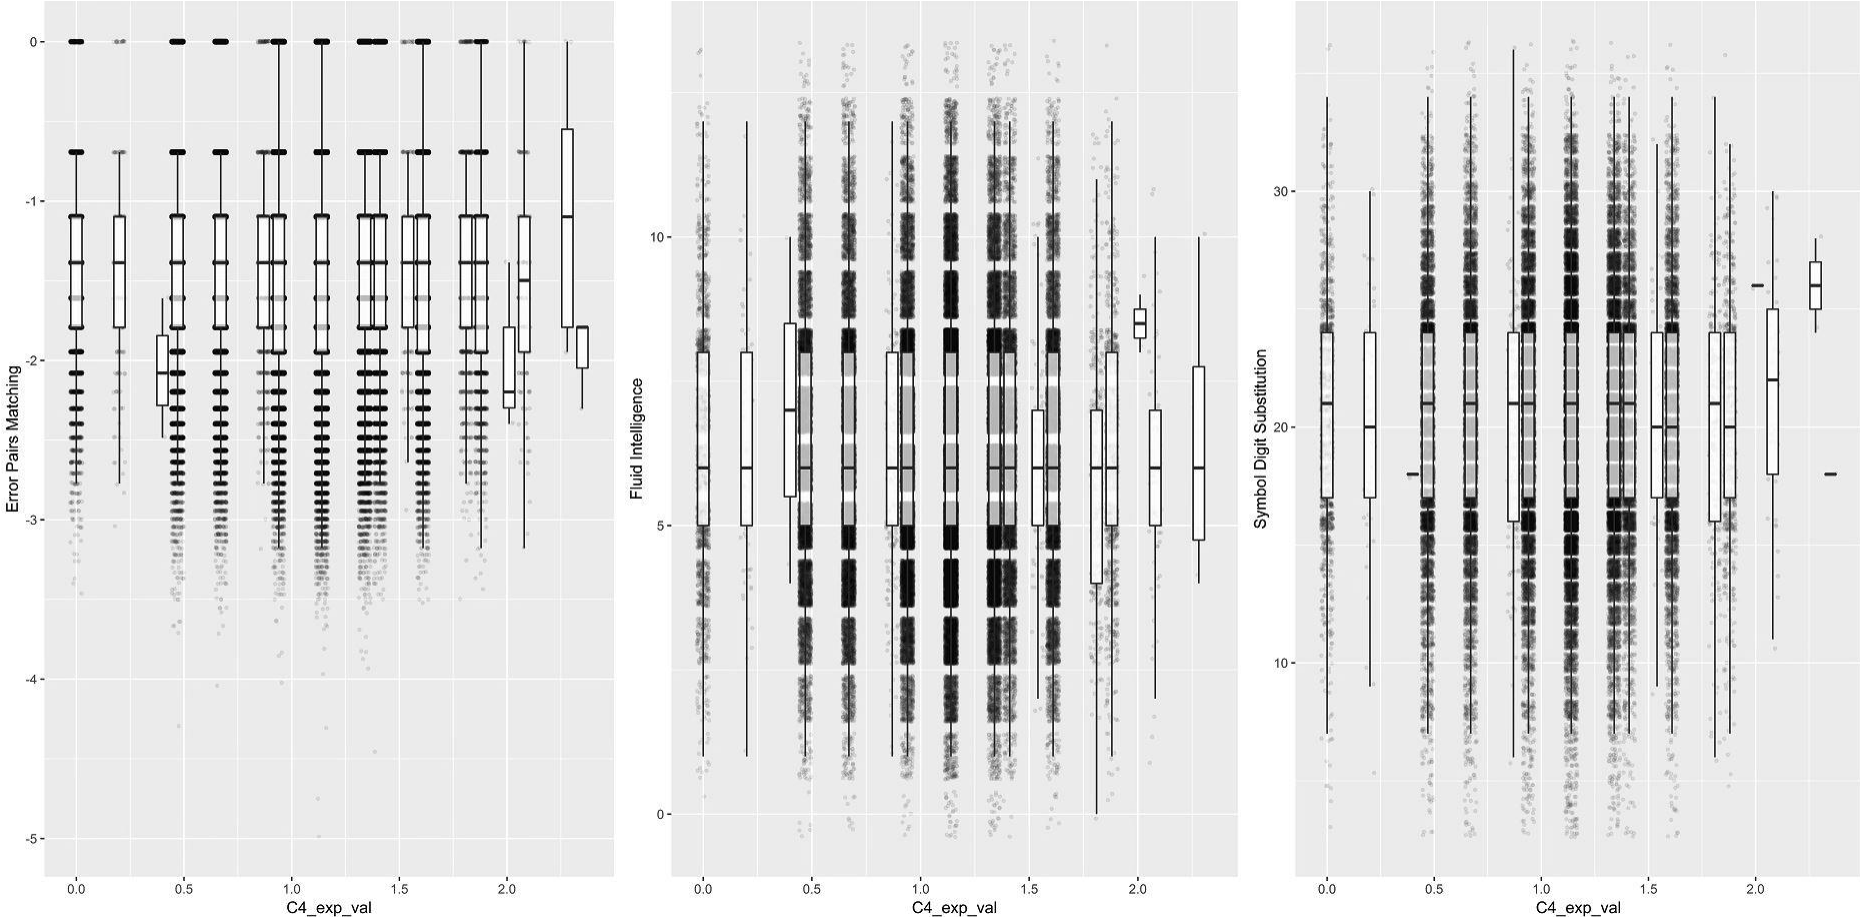 Error Pairs Matching
0
-1
-2
-3
-4
-5
0.0 0.5 1.0 1.5 2.0
C4_exp_val
Fluid Intelligence
10
5
0
0.0 0.5 1.0 1.5 2.0
C4_exp_val
Symbol Digit Substitution
30
20
10
0.0 0.5 1.0 1.5 2.0
C4_exp_val